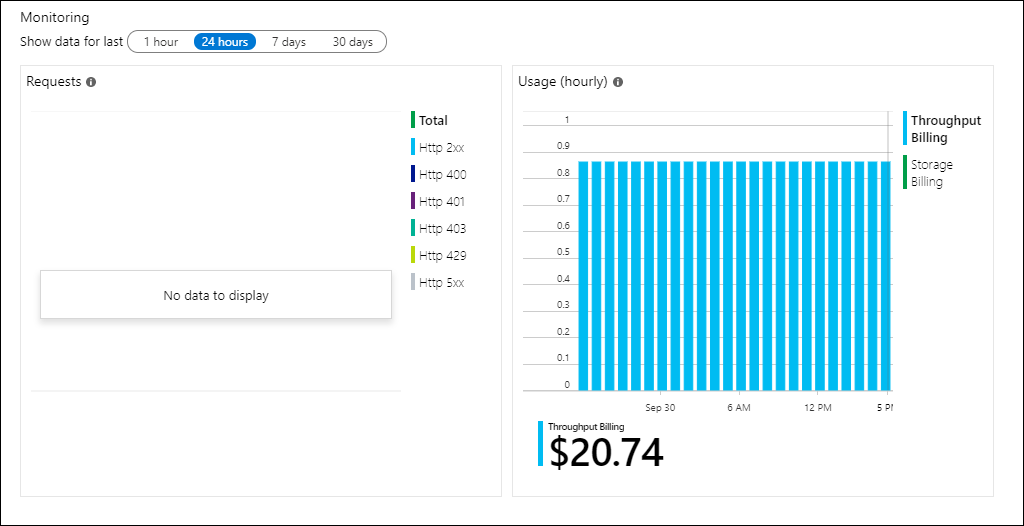 Monitoring
Show data for last 1 hour 24 hours 7 days 30 days
Requests
Total
Http 2xx
Http 400
Http 401
Http 403
Http 429
Http 5xx
No data to display
Usage (hourly)
1
0.9
0.8
0.7
0.6
0.5
0.4
0.3
0.2
0.1
0
Sep 30 6 AM 12 PM 5 PM
Throughput
Billing
Storage
Billing
Throughput Billing
$20.74